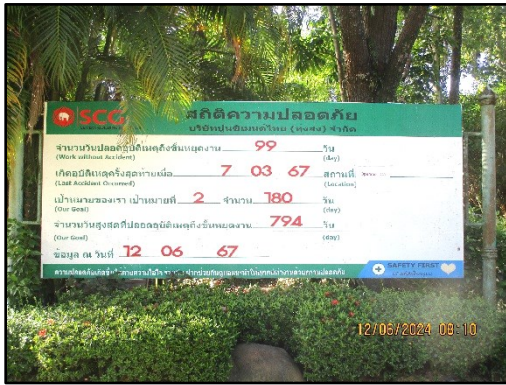 SCG
สถิติความปลอดภัย
บริษัทปูนซิเมนต์ไทย (ทุ่งสง) จำกัด
จำนวนวันปลอดอุบัติเหตุถึงขั้นหยุดงาน 99 วัน
(Work without Accident) (day)
เกิดอุบัติเหตุครั้งสุดท้ายเมื่อ 7 03 67 สถานที่
(Last Accident Occurred) (Location)
เป้าหมายของเรา เป้าหมายที่ 2 จำนวน 180 วัน
(Our Goal) (day)
จำนวนวันสูงสุดที่ปลอดอุบัติเหตุถึงขั้นหยุดงาน 794 วัน
(Our Goal) (day)
ข้อมูล ณ วันที่ 12 06 67
SAFETY FIRST
12/06/2024 08:10